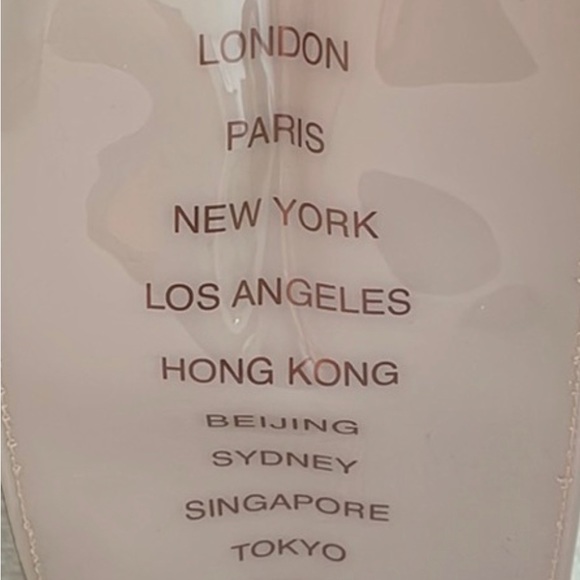 LONDON
PARIS
NEW YORK
LOS ANGELES
HONG KONG
BEIJING
SYDNEY
SINGAPORE
TOKYO